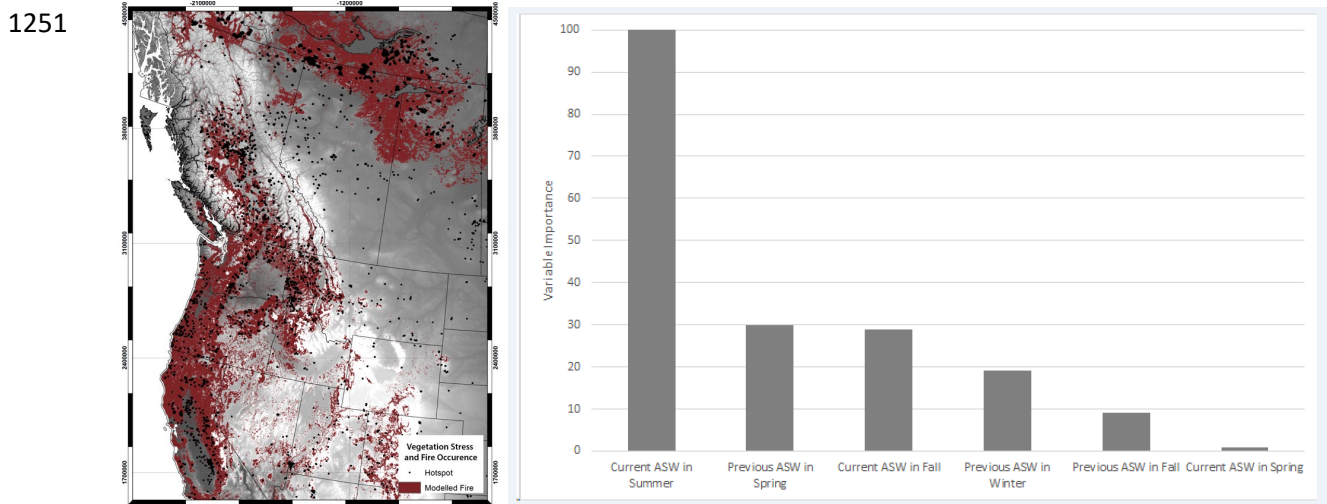 1251
-2100000 -1200000
4500000 4500000
3800000 3800000
3100000 3100000
2400000 2400000
1700000 1700000
Vegetation Stress
and Fire Occurence
Hotspot
Modelled Fire
Variable Importance
100
90
80
70
60
50
40
30
20
10
0
Current ASW in Previous ASW in Current ASW in Fall Previous ASW in Previous ASW in Fall Current ASW in Spring
Summer Spring Winter